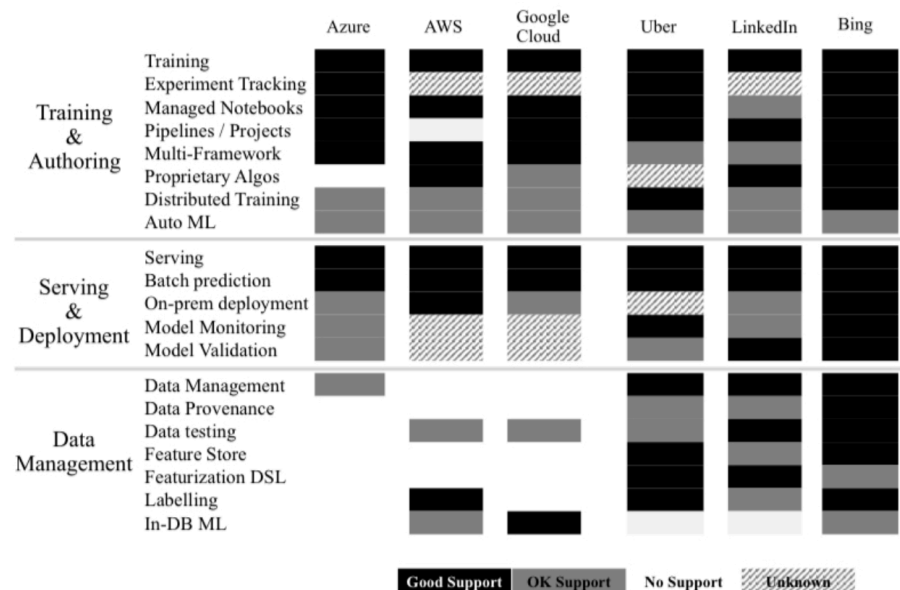 Azure AWS Google Cloud Uber LinkedIn Bing
Training & Authoring
Training
Experiment Tracking
Managed Notebooks
Pipelines / Projects
Multi-Framework
Proprietary Algos
Distributed Training
Auto ML
Serving & Deployment
Serving
Batch prediction
On-prem deployment
Model Monitoring
Model Validation
Data Management
Data Management
Data Provenance
Data testing
Feature Store
Featurization DSL
Labelling
In-DB ML
Good Support OK Support No Support Unknown